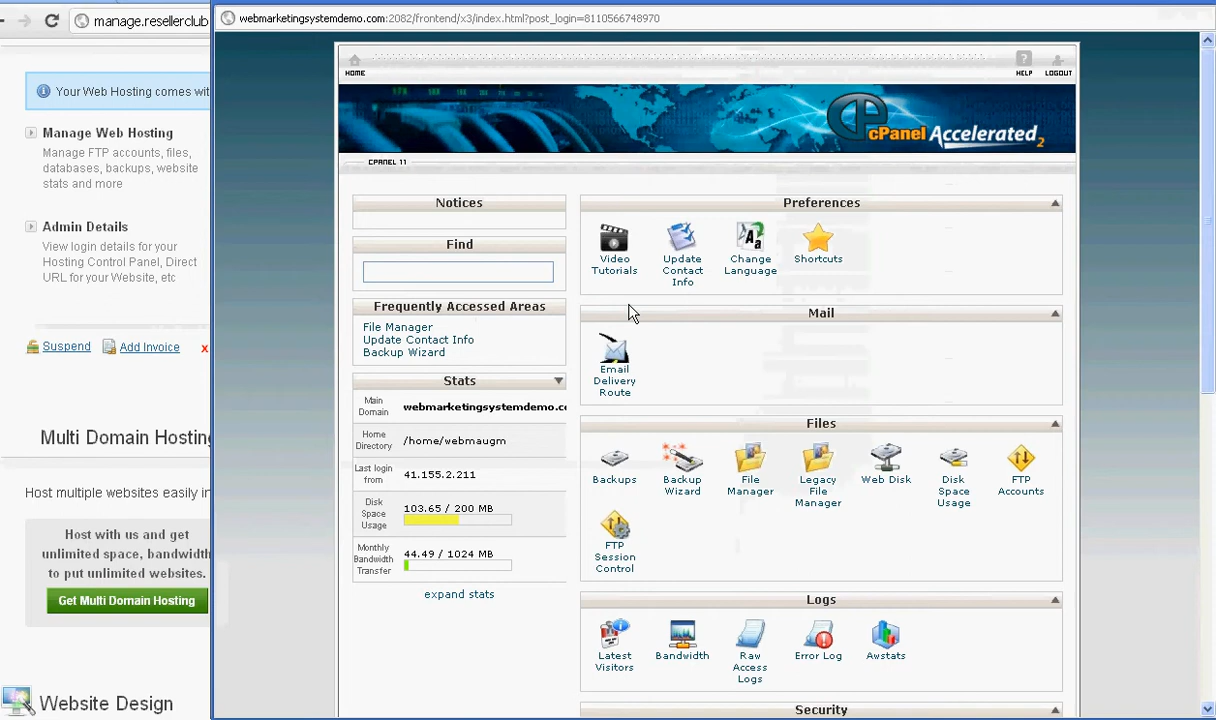 manage.resellerclub
webmarketingsystemdemo.com:2082/frontend/x3/index.html?post_login=8110566748970
Your Web Hosting comes wit
Manage Web Hosting
Manage FTP accounts, files,
databases, backups, website
stats and more
Admin Details
View login details for your
Hosting Control Panel, Direct
URL for your Website, etc
Suspend
Add Invoice
x
Multi Domain Hosting
Host multiple websites easily in
Host with us and get
unlimited space, bandwidth
to put unlimited websites.
Get Multi Domain Hosting
Website Design
HOME
HELP
LOGOUT
cPanel Accelerated2
CPANEL 11
Notices
Find
Frequently Accessed Areas
File Manager
Update Contact Info
Backup Wizard
Stats
Main
Domain
webmarketingsystemdemo.co
Home
Directory
/home/webmaugm
Last login
from
41.155.2.211
Disk
Space
Usage
103.65 / 200 MB
Monthly
Bandwidth
Transfer
44.49 / 1024 MB
expand stats
Preferences
Video
Tutorials
Update
Contact
Info
Change
Language
Shortcuts
Mail
Email
Delivery
Route
Files
Backups
Backup
Wizard
File
Manager
Legacy
File
Manager
Web Disk
Disk
Space
Usage
FTP
Accounts
FTP
Session
Control
Logs
Latest
Visitors
Bandwidth
Raw
Access
Logs
Error Log
Awstats
Security